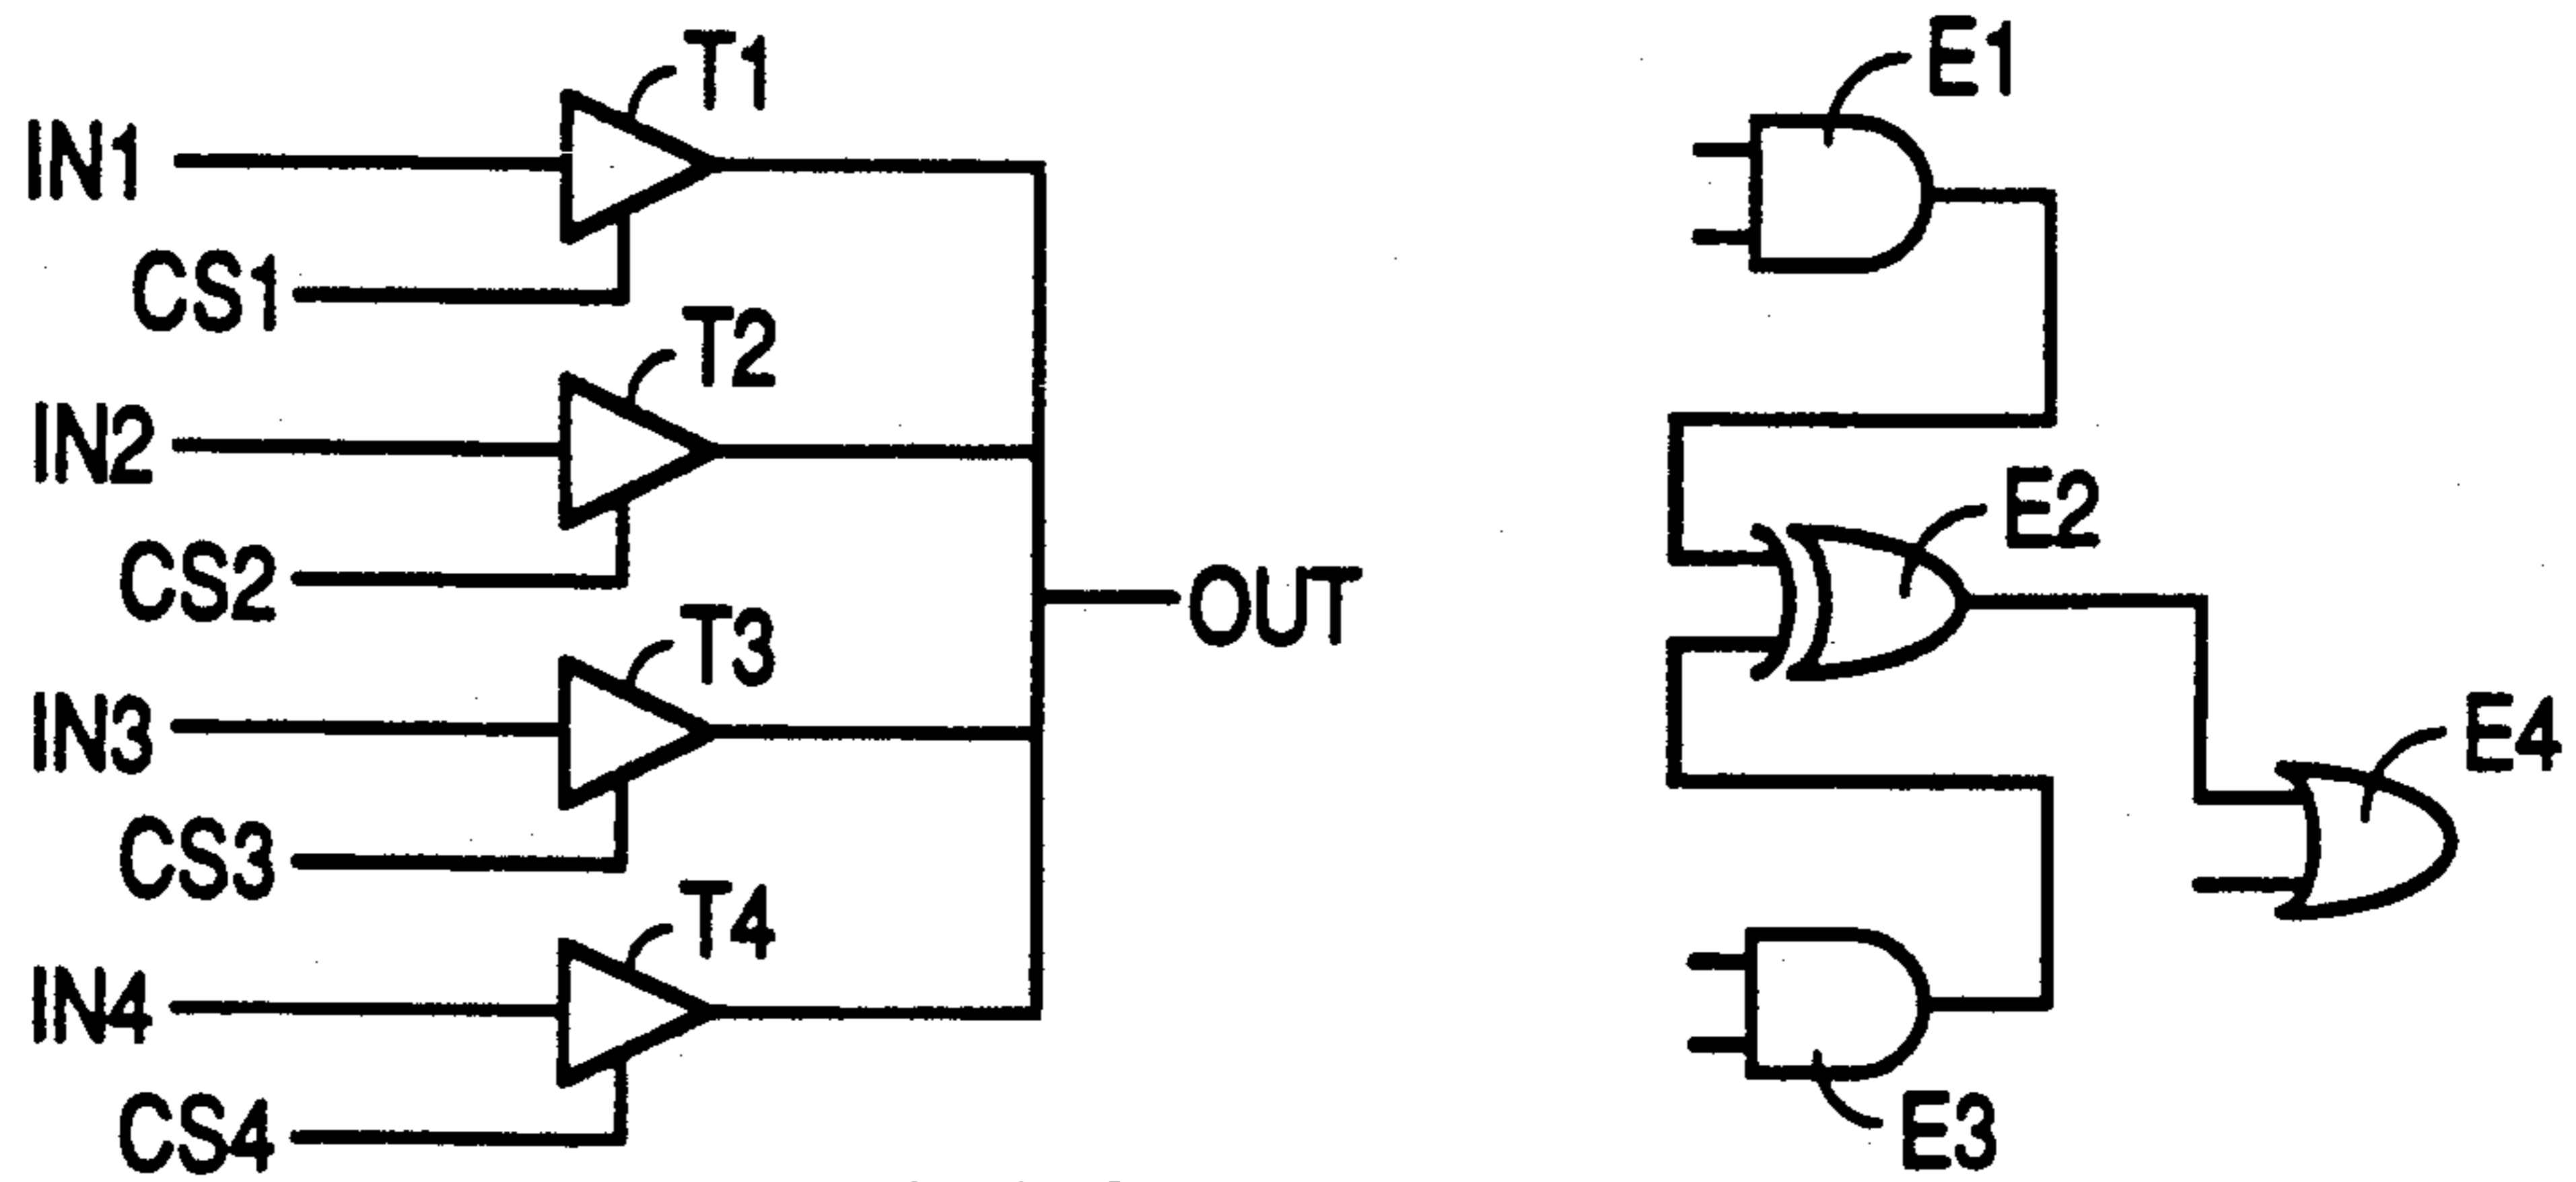 T1
IN1
CS1
T2
IN2
CS2
T3
IN3
CS3
T4
IN4
CS4
OUT
E1
E2
E4
E3